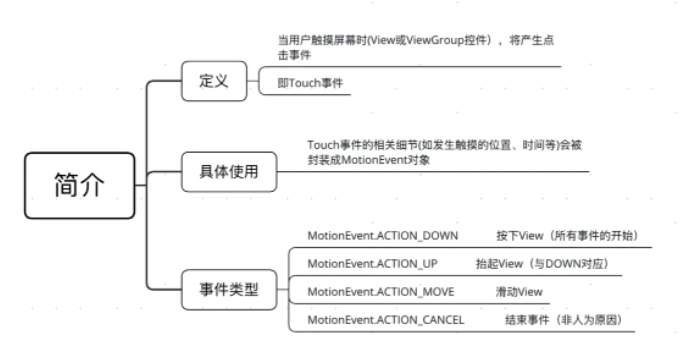 简介
定义
当用户触摸屏幕时(View或ViewGroup控件），将产生点
击事件
即Touch事件
具体使用
Touch事件的相关细节(如发生触摸的位置、时间等)会被
封装成MotionEvent对象
事件类型
MotionEvent.ACTION_DOWN 按下View（所有事件的开始）
MotionEvent.ACTION_UP 抬起View（与DOWN对应）
MotionEvent.ACTION_MOVE 滑动View
MotionEvent.ACTION_CANCEL 结束事件（非人为原因）